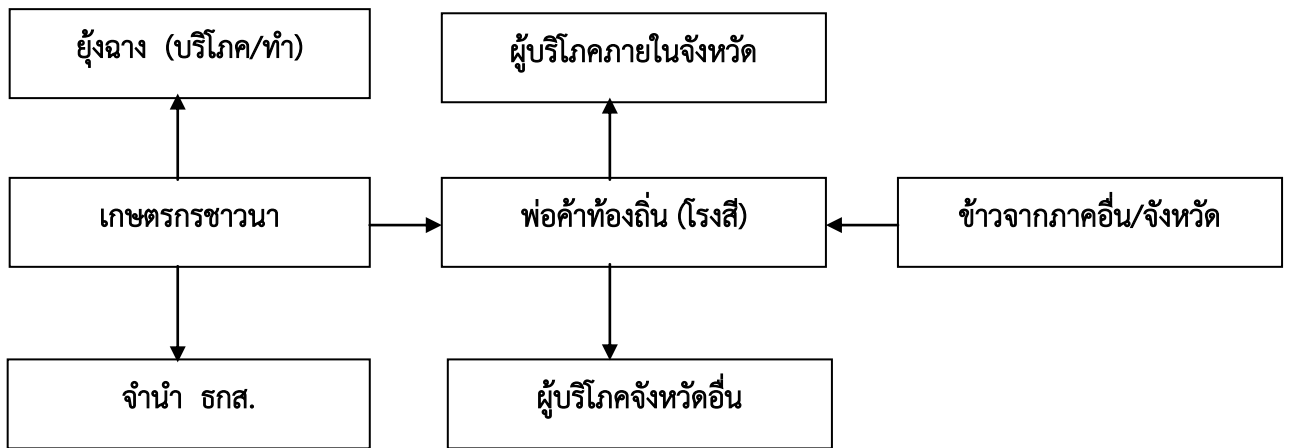 ยุ้งฉาง (บริโภค/ทำ)
ผู้บริโภคภายในจังหวัด
เกษตรกรชาวนา
พ่อค้าท้องถิ่น (โรงสี)
ข้าวจากภาคอื่น/จังหวัด
จำนำ ธกส.
ผู้บริโภคจังหวัดอื่น